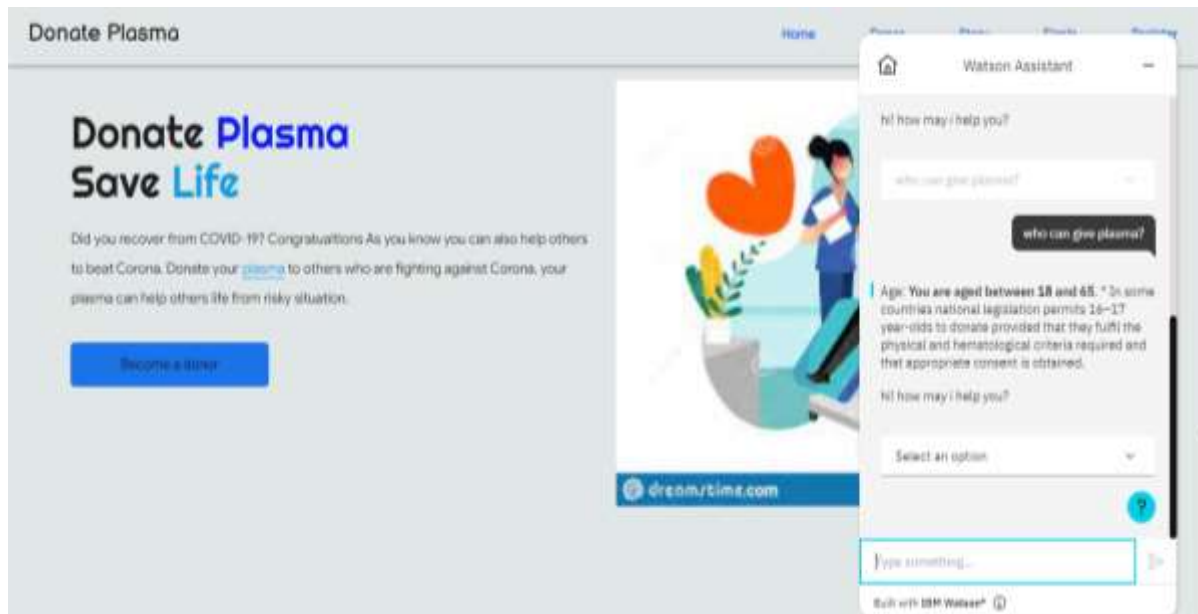 Donate Plasma
Home
Donate Plasma
Save Life
Did you recover from COVID-19? Congratualtions As you know you can also help others
to beat Corona. Donate your plasma to others who are fighting against Corona, your
plasma can help others life from risky situation.
Become a donor
dreamstime.com
Watson Assistant
hi! how may i help you?
who can give plasma?
who can give plasma?
Age: You are aged between 18 and 65. * In some
countries national legislation permits 16–17
year-olds to donate provided that they fulfil the
physical and hematological criteria required and
that appropriate consent is obtained.
hi! how may i help you?
Select an option
?
Type something...
Built with IBM Watson®